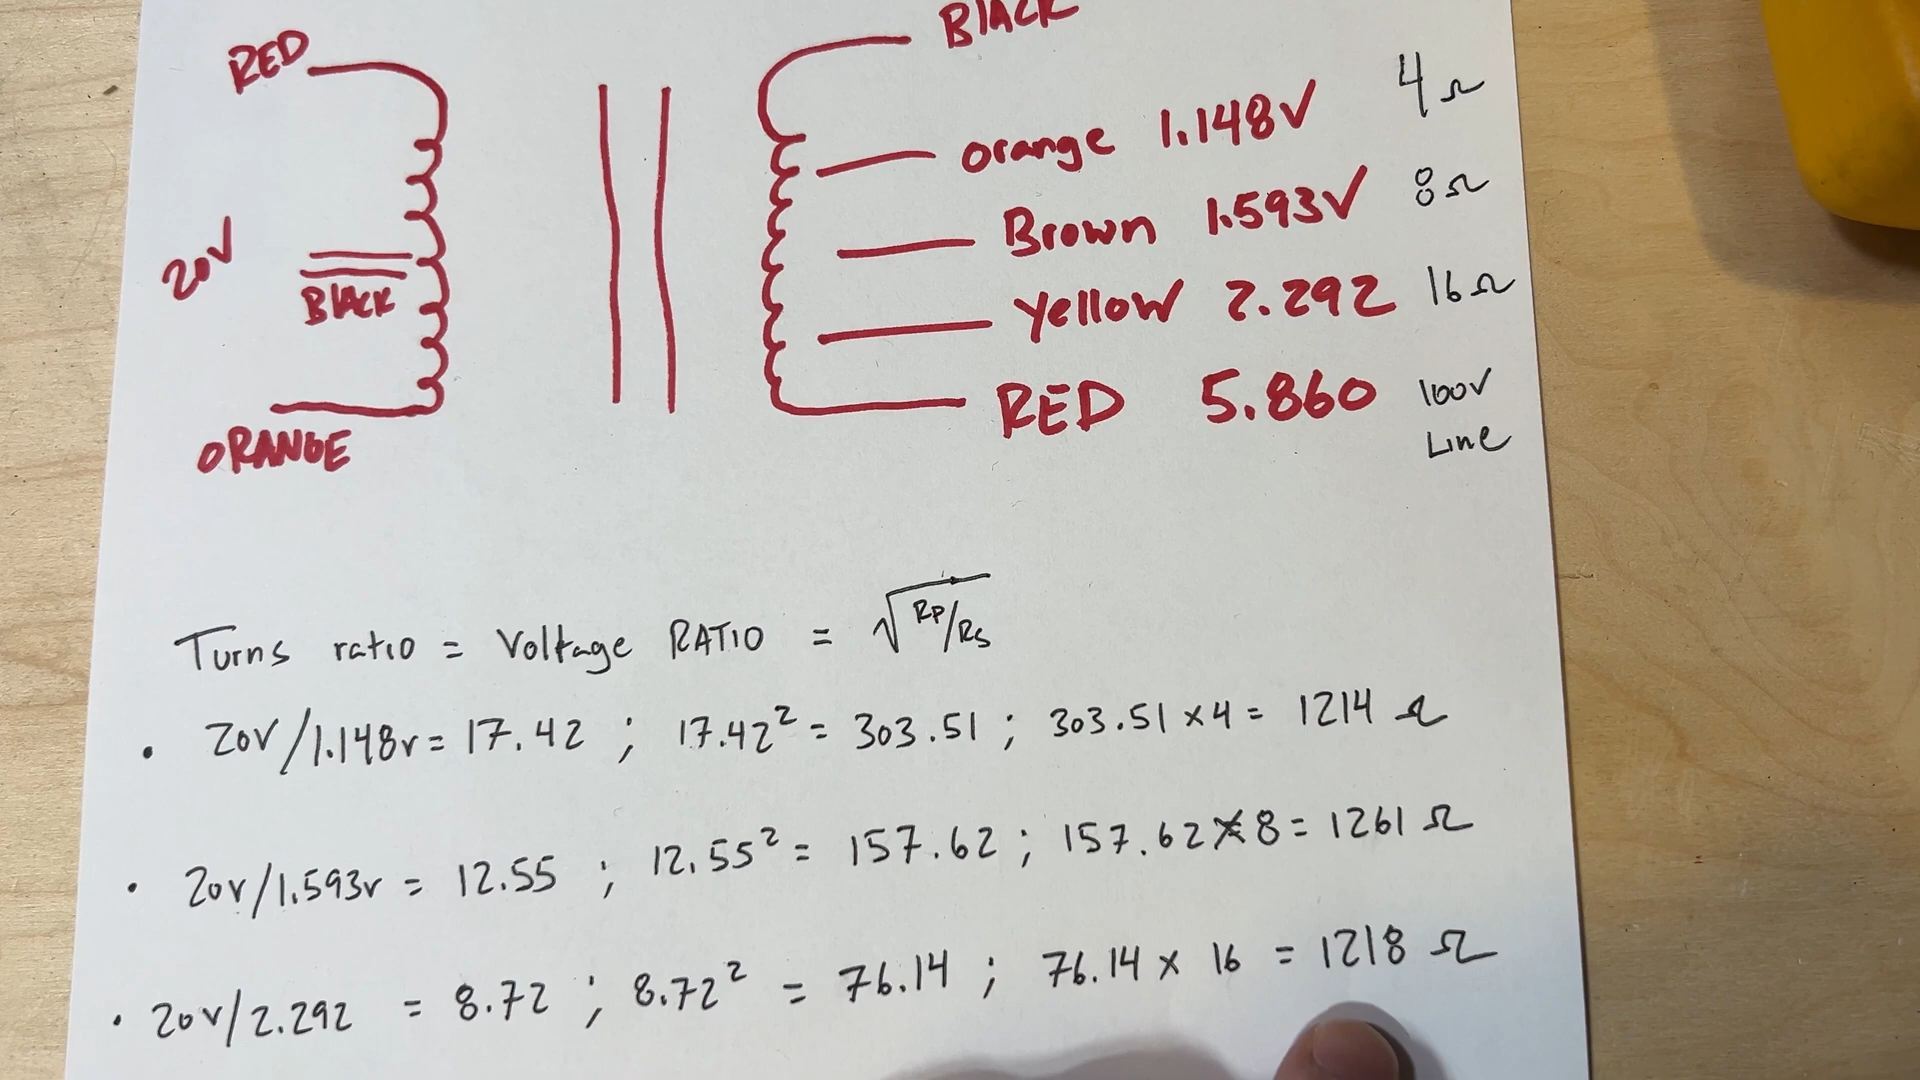 BLACK
RED
orange 1.148V 4Ω
Brown 1.593V 8Ω
20V
BLACK
Yellow 2.292 16Ω
RED 5.860 100V
Line
ORANGE
Turns ratio = Voltage RATIO = √RP/RS
• 20V/1.148v = 17.42 ; 17.42² = 303.51 ; 303.51 x 4 = 1214 Ω
• 20v/1.593v = 12.55 ; 12.55² = 157.62 ; 157.62 x 8 = 1261 Ω
• 20v/2.292 = 8.72 ; 8.72² = 76.14 ; 76.14 x 16 = 1218 Ω